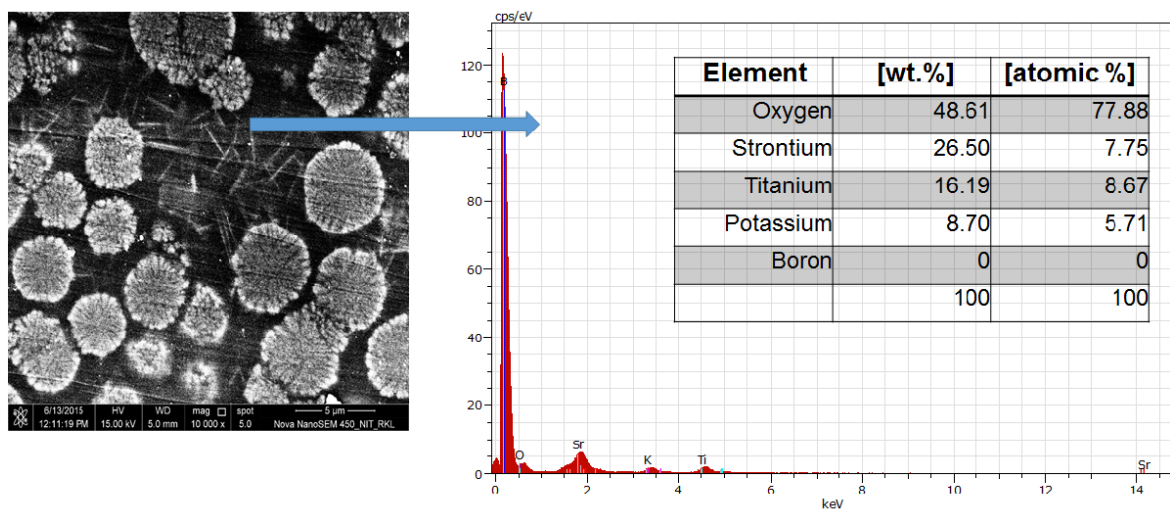 6/13/2015 HV WD mag □ spot
12:11:19 PM 15.00 kV 5.0 mm 10 000 x 5.0
5 µm
Nova NanoSEM 450_NIT_RKL
cps/eV
120
100
80
60
40
20
0
B
O
Sr
K
Ti
Sr
0 2 4 6 8 10 12 14
keV
Element [wt.%] [atomic %]
Oxygen 48.61 77.88
Strontium 26.50 7.75
Titanium 16.19 8.67
Potassium 8.70 5.71
Boron 0 0
100 100